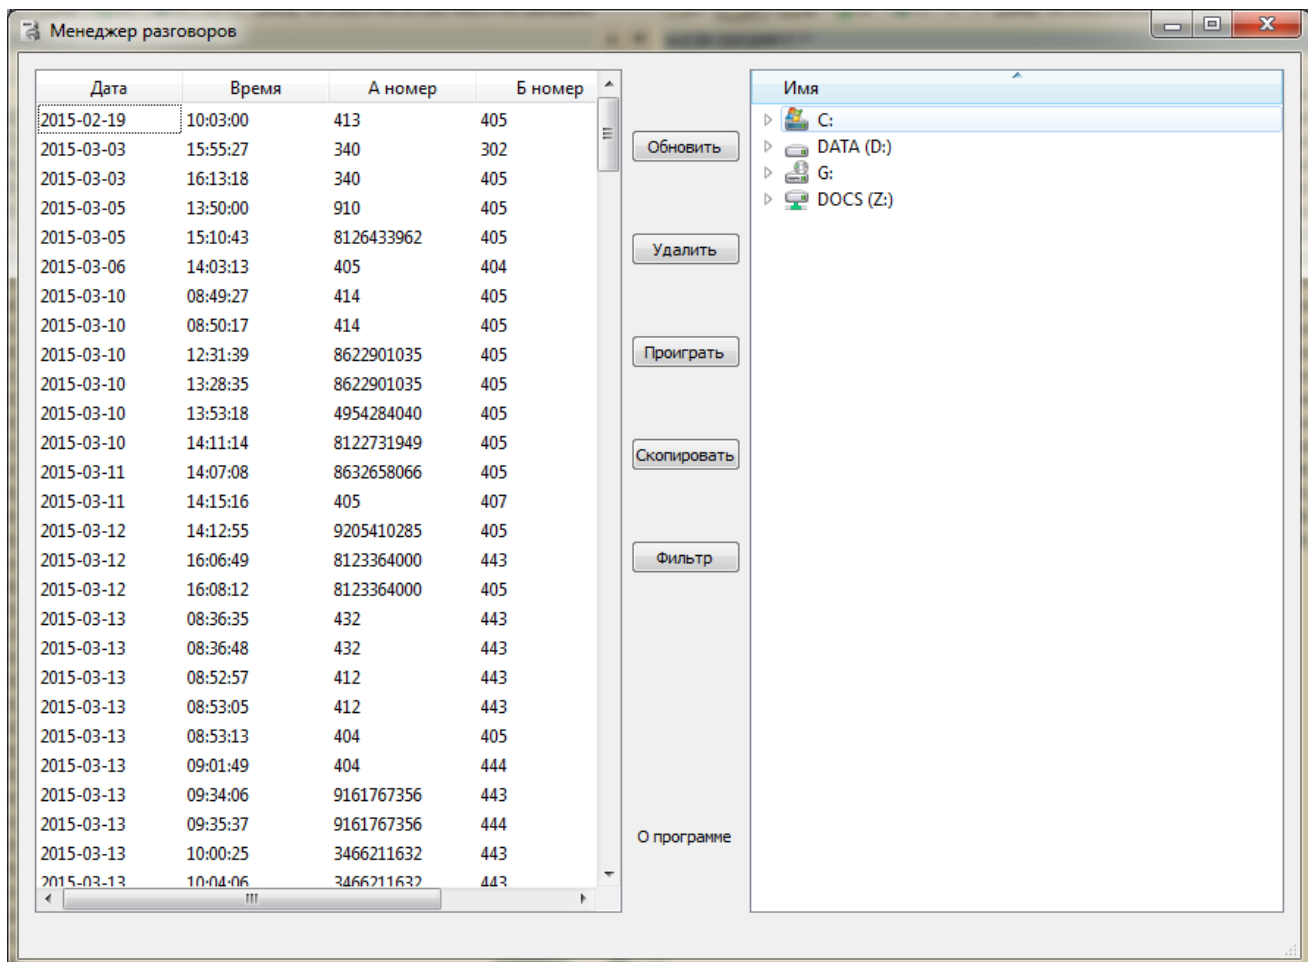 Менеджер разговоров
Дата Время А номер Б номер
2015-02-19 10:03:00 413 405
2015-03-03 15:55:27 340 302
2015-03-03 16:13:18 340 405
2015-03-05 13:50:00 910 405
2015-03-05 15:10:43 8126433962 405
2015-03-06 14:03:13 405 404
2015-03-10 08:49:27 414 405
2015-03-10 08:50:17 414 405
2015-03-10 12:31:39 8622901035 405
2015-03-10 13:28:35 8622901035 405
2015-03-10 13:53:18 4954284040 405
2015-03-10 14:11:14 8122731949 405
2015-03-11 14:07:08 8632658066 405
2015-03-11 14:15:16 405 407
2015-03-12 14:12:55 9205410285 405
2015-03-12 16:06:49 8123364000 443
2015-03-12 16:08:12 8123364000 405
2015-03-13 08:36:35 432 443
2015-03-13 08:36:48 432 443
2015-03-13 08:52:57 412 443
2015-03-13 08:53:05 412 443
2015-03-13 08:53:13 404 405
2015-03-13 09:01:49 404 444
2015-03-13 09:34:06 9161767356 443
2015-03-13 09:35:37 9161767356 444
2015-03-13 10:00:25 3466211632 443
2015-03-13 10:04:06 3466211632 443
Обновить
Удалить
Проиграть
Скопировать
Фильтр
О программе
Имя
C:
DATA (D:)
G:
DOCS (Z:)